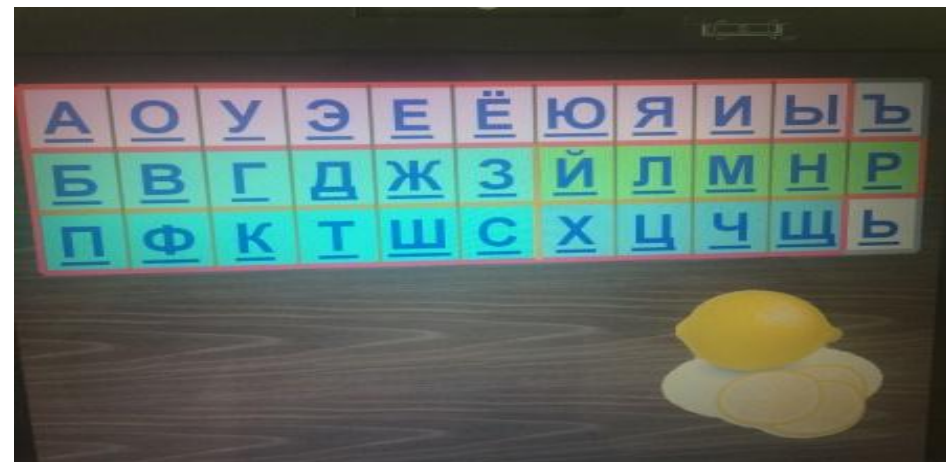 А О У Э Е Ё Ю Я И Ы Ъ
Б В Г Д Ж З Й Л М Н Р
П Ф К Т Ш С Х Ц Ч Щ Ь